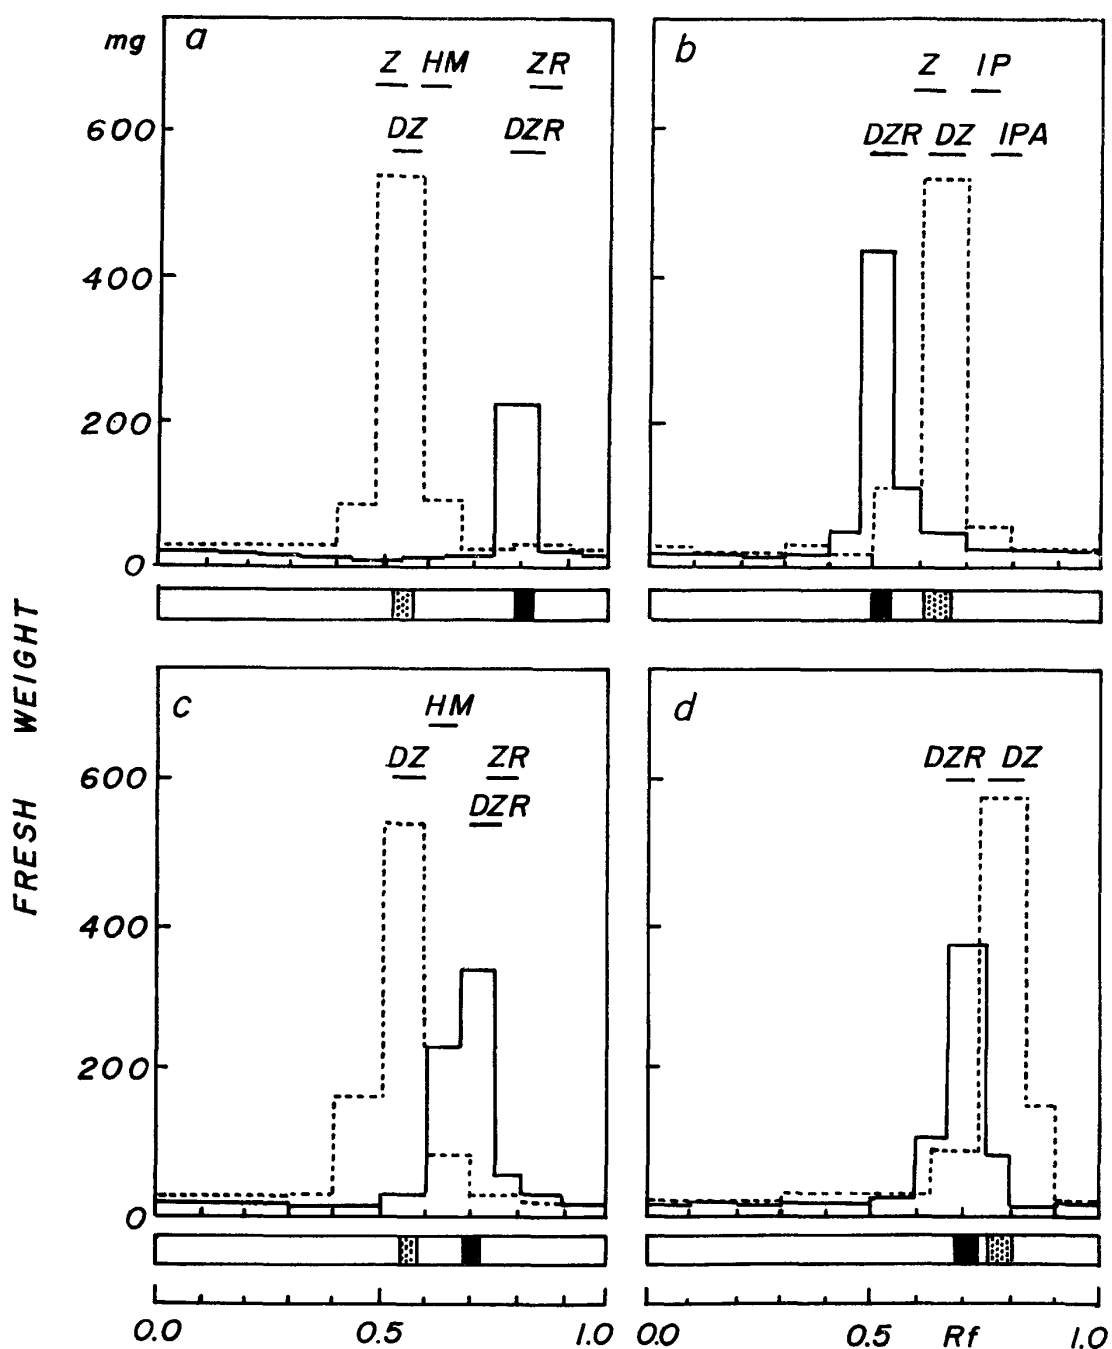 mg a b
Z HM ZR Z IP
600 DZ DZR DZR DZ IPA
400
200
0
FRESH WEIGHT
c d
HM
DZ ZR DZR DZ
600
DZR
400
200
0
0.0 0.5 1.0 0.0 0.5 Rf 1.0